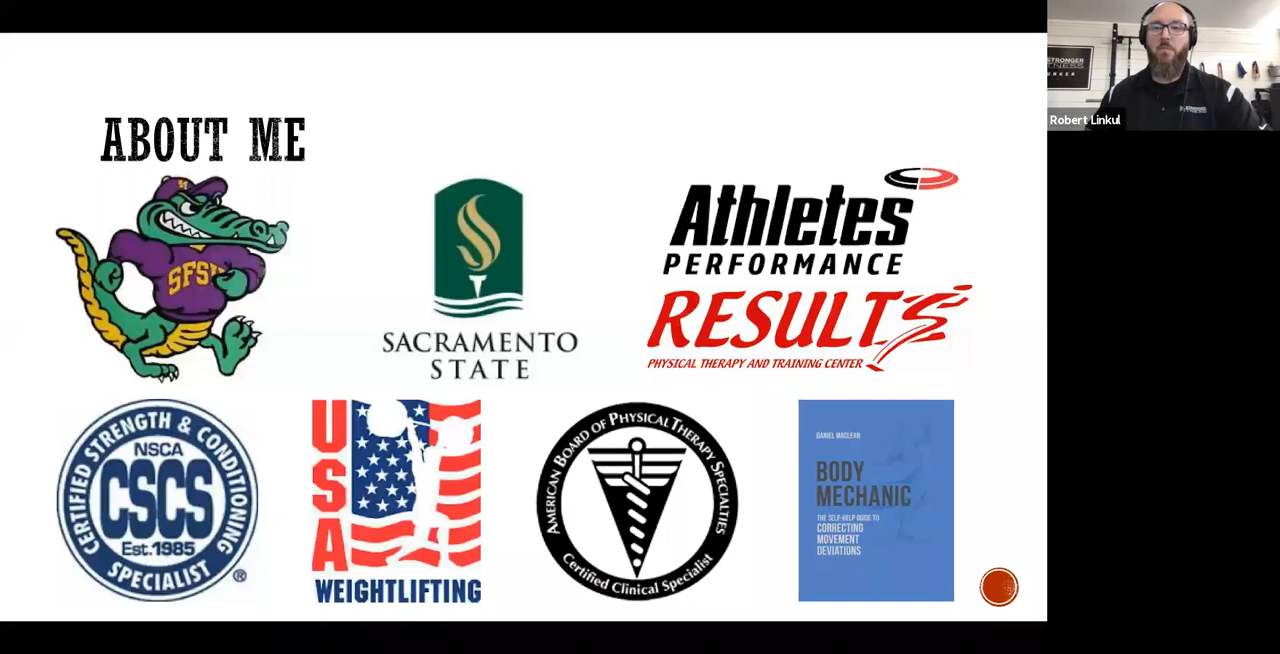 ABOUT ME
SFSU
SACRAMENTO
STATE
Athletes
PERFORMANCE
RESULTS
PHYSICAL THERAPY AND TRAINING CENTER
CERTIFIED STRENGTH & CONDITIONING
NSCA
CSCS
Est. 1985
SPECIALIST
®
USA
WEIGHTLIFTING
AMERICAN BOARD OF PHYSICAL THERAPY SPECIALTIES
Certified Clinical Specialist
DANIEL MACLEAN
BODY
MECHANIC
THE SELF-HELP GUIDE TO
CORRECTING
MOVEMENT
DEVIATIONS
STRONGER
Robert Linkul